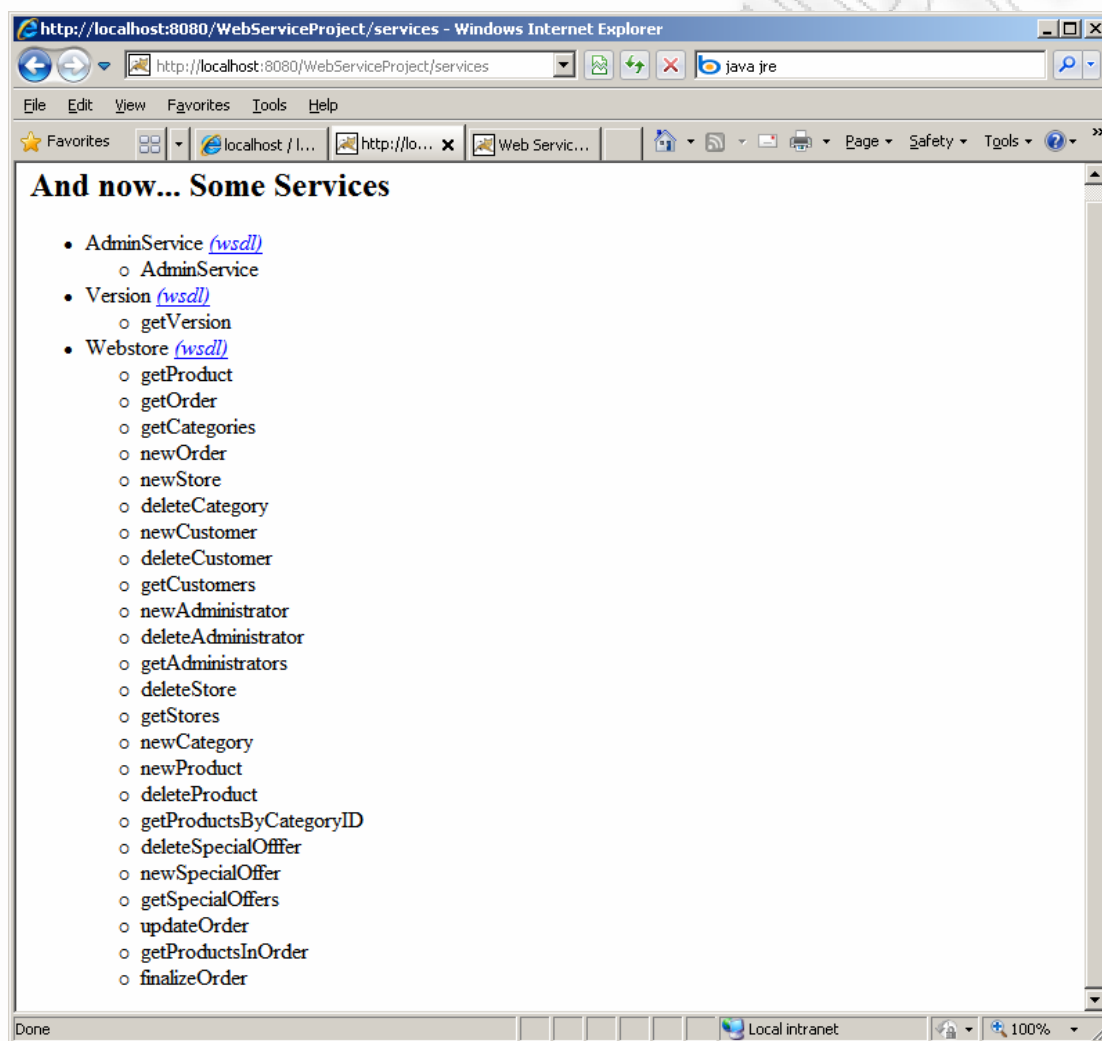 http://localhost:8080/WebServiceProject/services - Windows Internet Explorer
http://localhost:8080/WebServiceProject/services
java jre
File Edit View Favorites Tools Help
Favorites localhost / l... http://lo... Web Servic... Page Safety Tools
And now... Some Services
AdminService (wsdl)
AdminService
Version (wsdl)
getVersion
Webstore (wsdl)
getProduct
getOrder
getCategories
newOrder
newStore
deleteCategory
newCustomer
deleteCustomer
getCustomers
newAdministrator
deleteAdministrator
getAdministrators
deleteStore
getStores
newCategory
newProduct
deleteProduct
getProductsByCategoryID
deleteSpecialOfffer
newSpecialOffer
getSpecialOffers
updateOrder
getProductsInOrder
finalizeOrder
Done Local intranet 100%